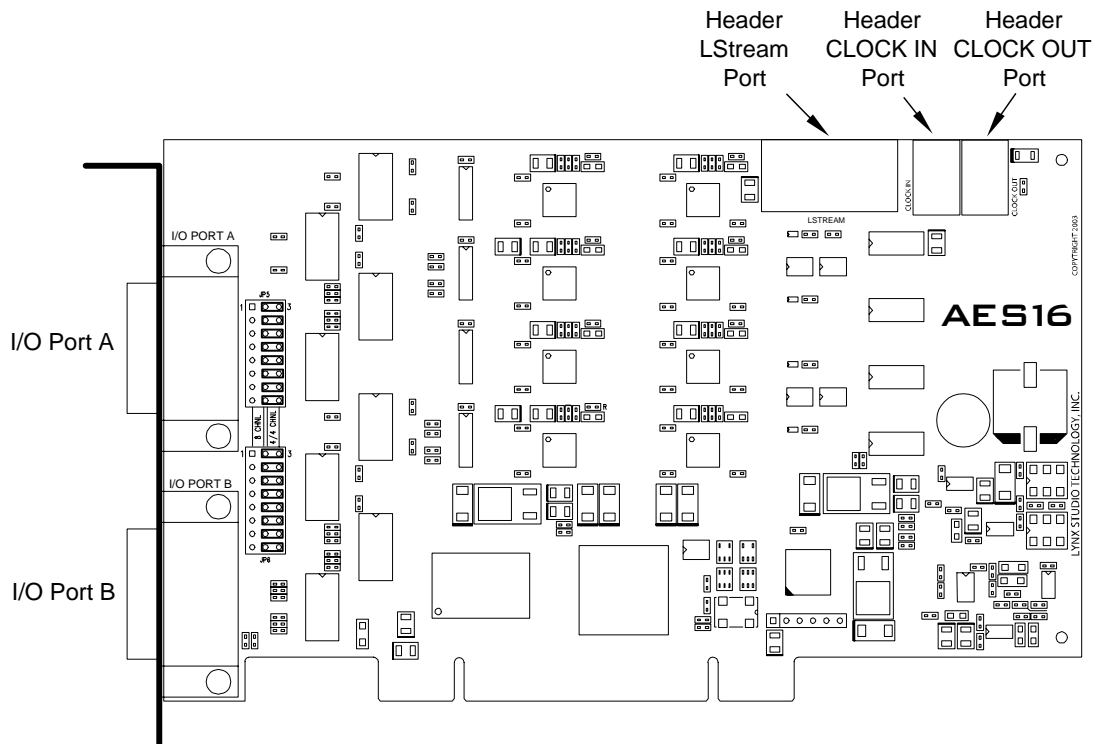 Header
LStream
Port
Header
CLOCK IN
Port
Header
CLOCK OUT
Port
I/O PORT A
CLOCK IN
CLOCK OUT
LSTREAM
COPYTRIGHT 2003
JP5
1
3
AES16
I/O Port A
8 CHNL
4/4 CHNL
R
LYNX STUDIO TECHNOLOGY, INC.
1
3
I/O PORT B
JP6
I/O Port B